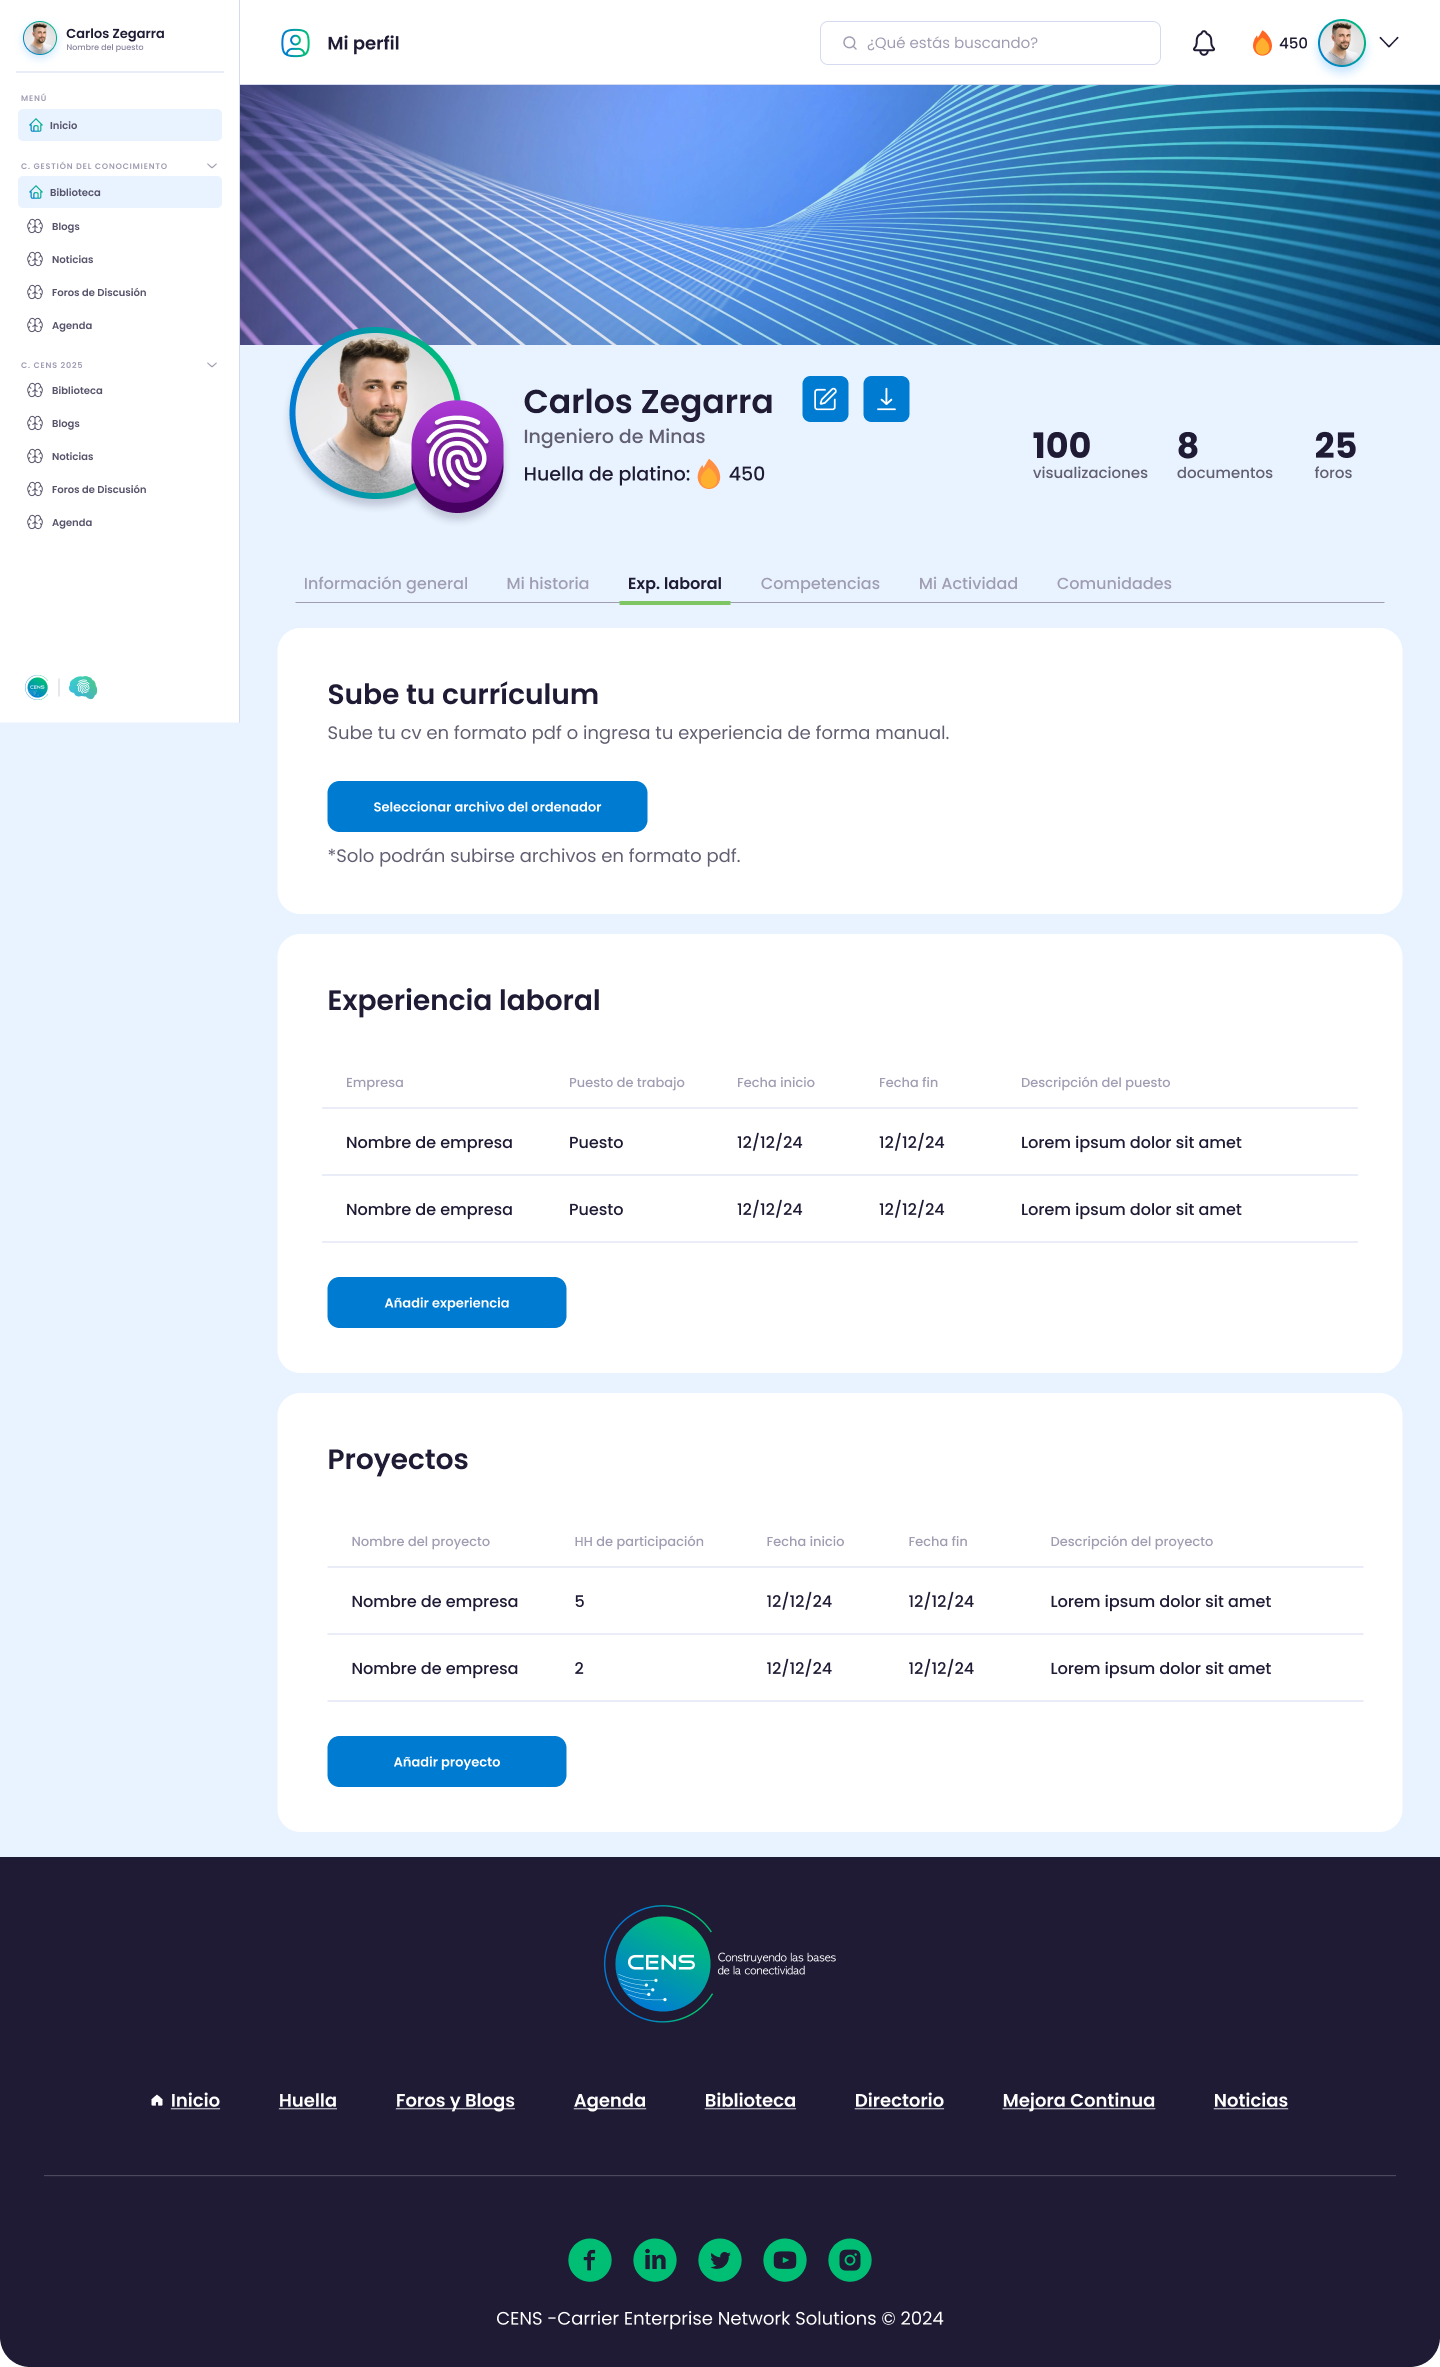 Carlos Zegarra
Nombre del puesto
MENÚ
Inicio
C. GESTIÓN DEL CONOCIMIENTO
Biblioteca
Blogs
Noticias
Foros de Discusión
Agenda
C. CENS 2025
Biblioteca
Blogs
Noticias
Foros de Discusión
Agenda
CENS
Mi perfil
¿Qué estás buscando?
450
Carlos Zegarra
Ingeniero de Minas
Huella de platino: 450
100 8 25
visualizaciones documentos foros
Información general Mi historia Exp. laboral Competencias Mi Actividad Comunidades
Sube tu currículum
Sube tu cv en formato pdf o ingresa tu experiencia de forma manual.
Seleccionar archivo del ordenador
*Solo podrán subirse archivos en formato pdf.
Experiencia laboral
Empresa Puesto de trabajo Fecha inicio Fecha fin Descripción del puesto
Nombre de empresa Puesto 12/12/24 12/12/24 Lorem ipsum dolor sit amet
Nombre de empresa Puesto 12/12/24 12/12/24 Lorem ipsum dolor sit amet
Añadir experiencia
Proyectos
Nombre del proyecto HH de participación Fecha inicio Fecha fin Descripción del proyecto
Nombre de empresa 5 12/12/24 12/12/24 Lorem ipsum dolor sit amet
Nombre de empresa 2 12/12/24 12/12/24 Lorem ipsum dolor sit amet
Añadir proyecto
CENS
Construyendo las bases
de la conectividad
Inicio Huella Foros y Blogs Agenda Biblioteca Directorio Mejora Continua Noticias
CENS -Carrier Enterprise Network Solutions © 2024